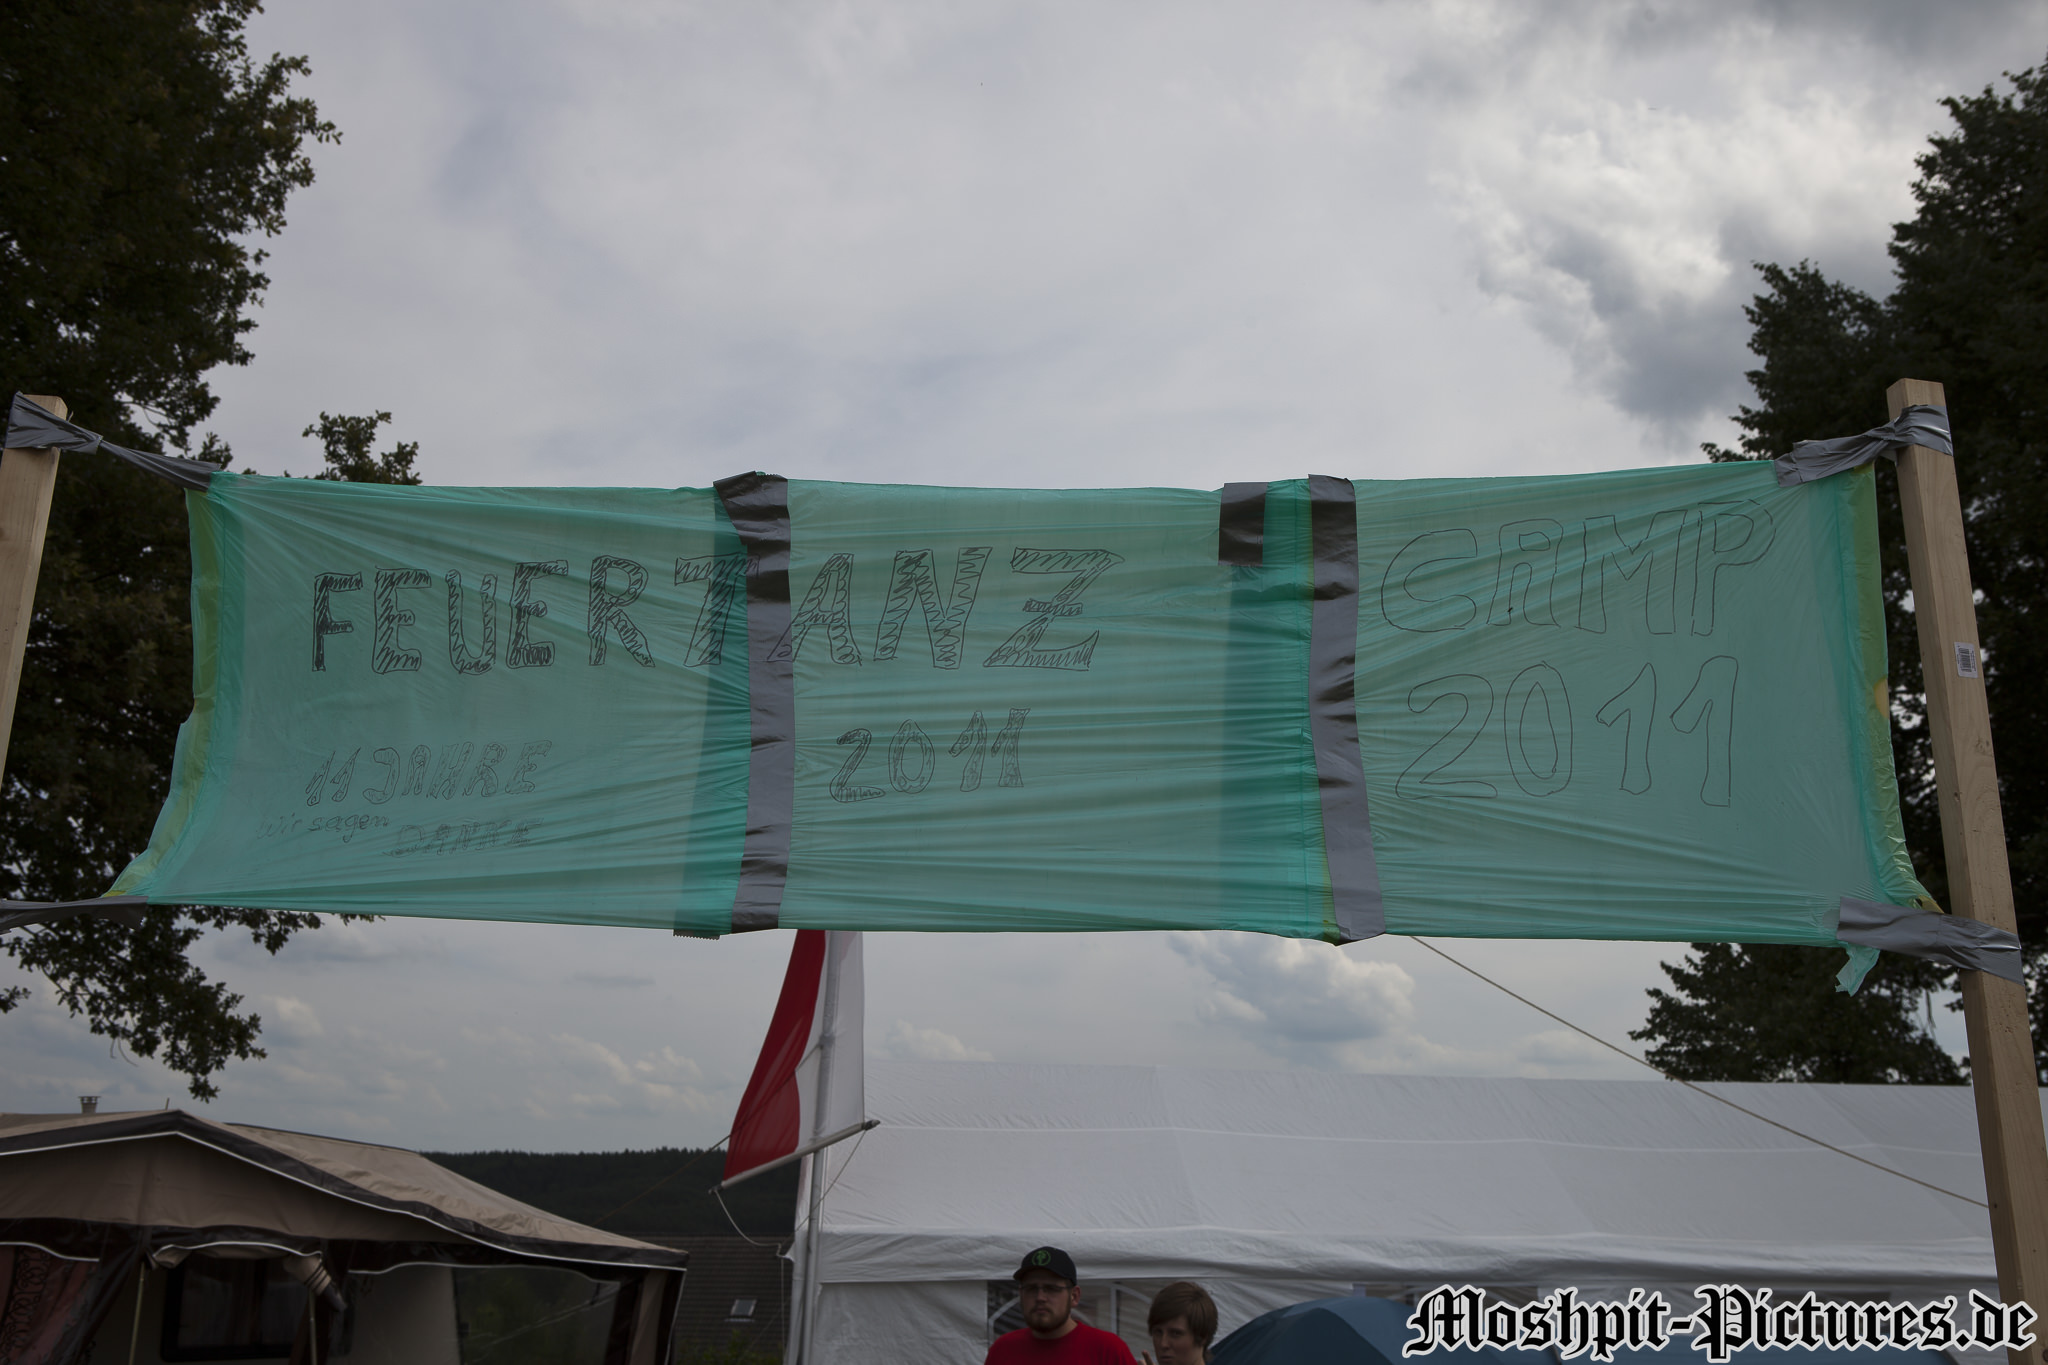 FEUERTANZ
2011
11 JAHRE
wir sagen DANKE
CAMP
2011
Moshpit-Pictures.de